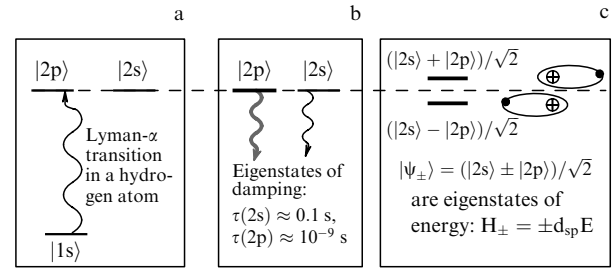 a
|2p⟩ |2s⟩
Lyman-α
transition
in a hydro-
gen atom
|1s⟩
b
|2p⟩ |2s⟩
Eigenstates of
damping:
τ(2s) ≈ 0.1 s,
τ(2p) ≈ 10⁻⁹ s
c
(|2s⟩ + |2p⟩)/√2
(|2s⟩ − |2p⟩)/√2
|ψ±⟩ = (|2s⟩ ± |2p⟩)/√2
are eigenstates of
energy: H± = ±dₛₚE